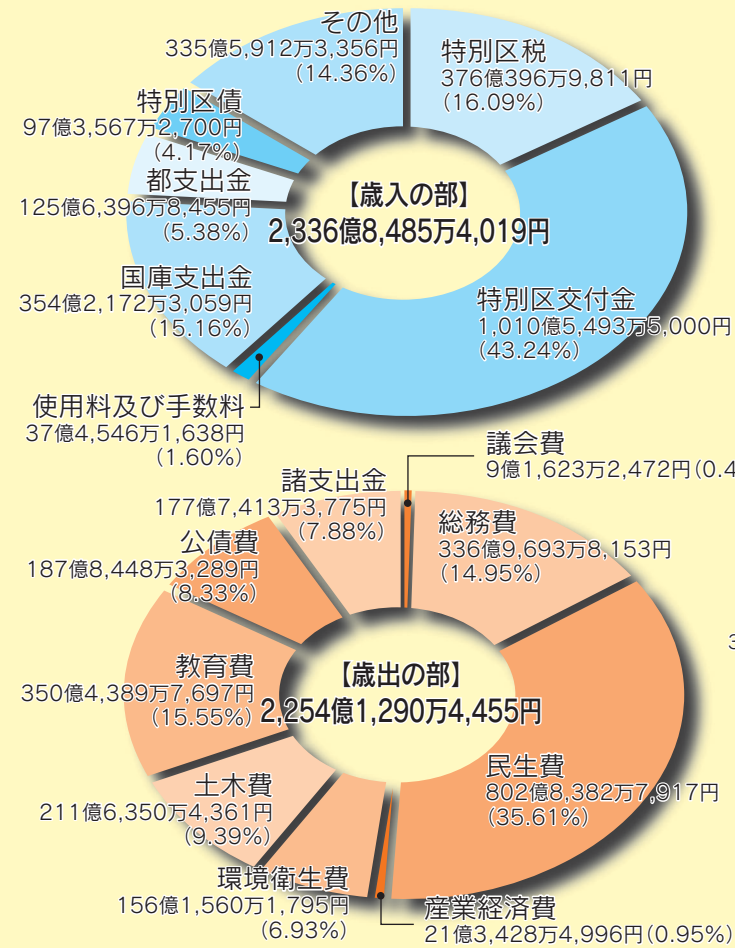 その他
335億5,912万3,356円
(14.36%)
特別区税
376億396万9,811円
(16.09%)
特別区債
97億3,567万2,700円
(4.17%)
都支出金
125億6,396万8,455円
(5.38%)
【歳入の部】
2,336億8,485万4,019円
国庫支出金
354億2,172万3,059円
(15.16%)
特別区交付金
1,010億5,493万5,000円
(43.24%)
使用料及び手数料
37億4,546万1,638円
(1.60%)
議会費
9億1,623万2,472円(0.4
諸支出金
177億7,413万3,775円
(7.88%)
総務費
336億9,693万8,153円
(14.95%)
公債費
187億8,448万3,289円
(8.33%)
3
教育費
350億4,389万7,697円
(15.55%)
【歳出の部】
2,254億1,290万4,455円
民生費
802億8,382万7,917円
(35.61%)
土木費
211億6,350万4,361円
(9.39%)
環境衛生費
156億1,560万1,795円
(6.93%)
産業経済費
21億3,428万4,996円(0.95%)